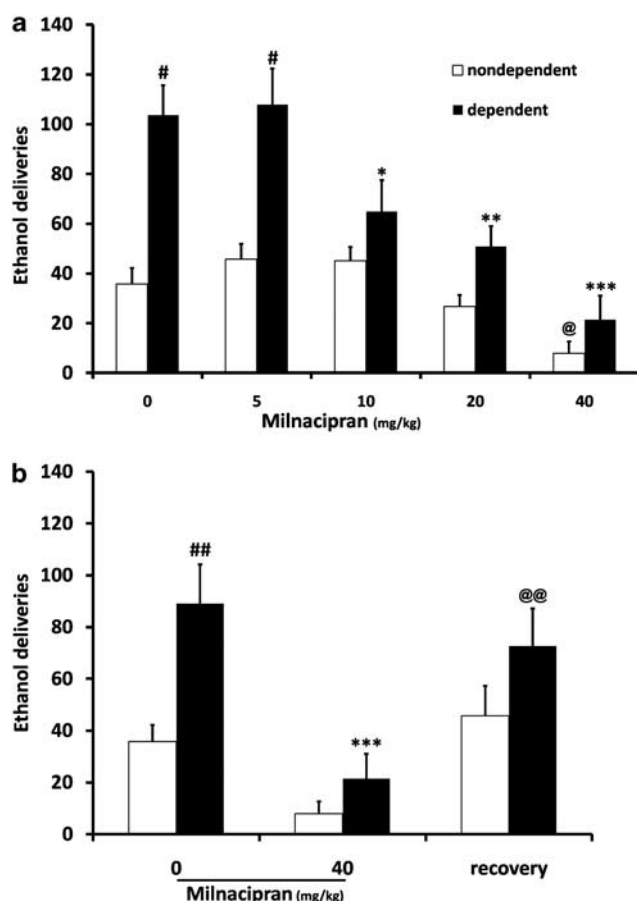 a
140
120
100
80
60
40
20
0
Ethanol deliveries
# #
* ** *** @
nondependent
dependent
0 5 10 20 40
Milnacipran (mg/kg)
b
140
120
100
80
60
40
20
0
Ethanol deliveries
## *** @@
0 40 recovery
Milnacipran (mg/kg)